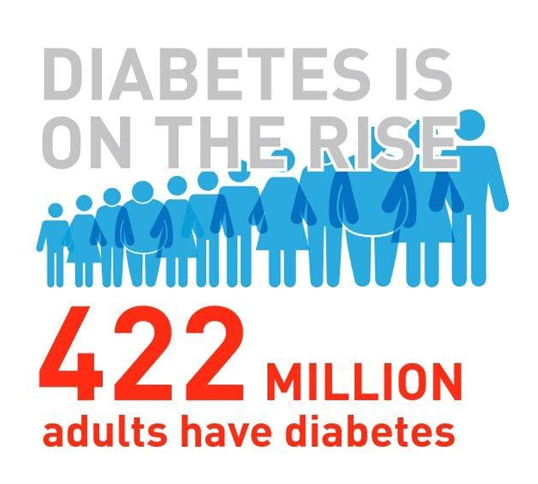 DIABETES IS
ON THE RISE
422 MILLION
adults have diabetes